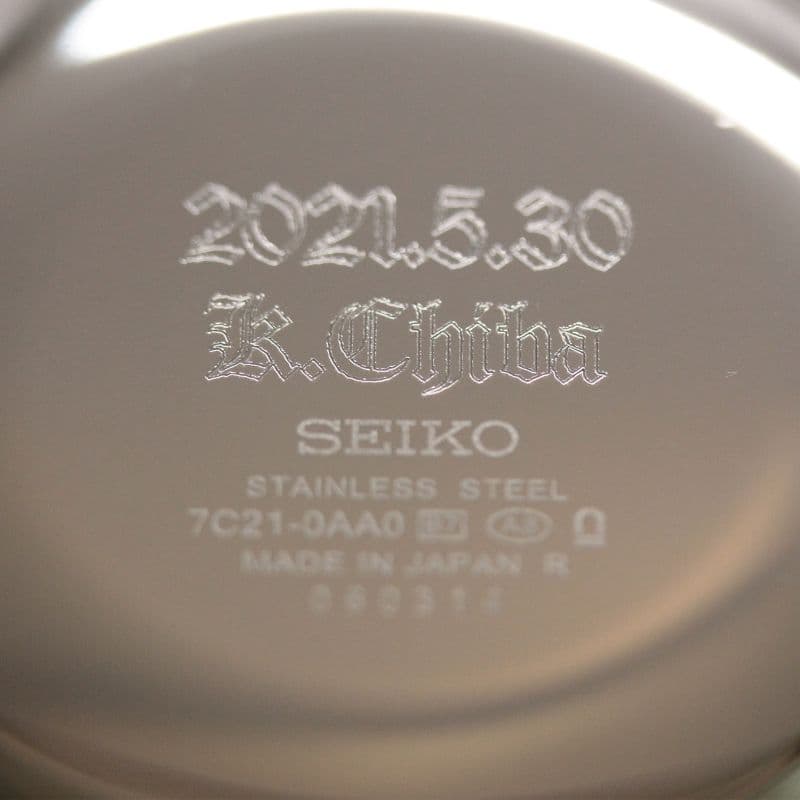 2021.5.30
K.Chiba
SEIKO
STAINLESS STEEL
7C21-0AA0
MADE IN JAPAN R